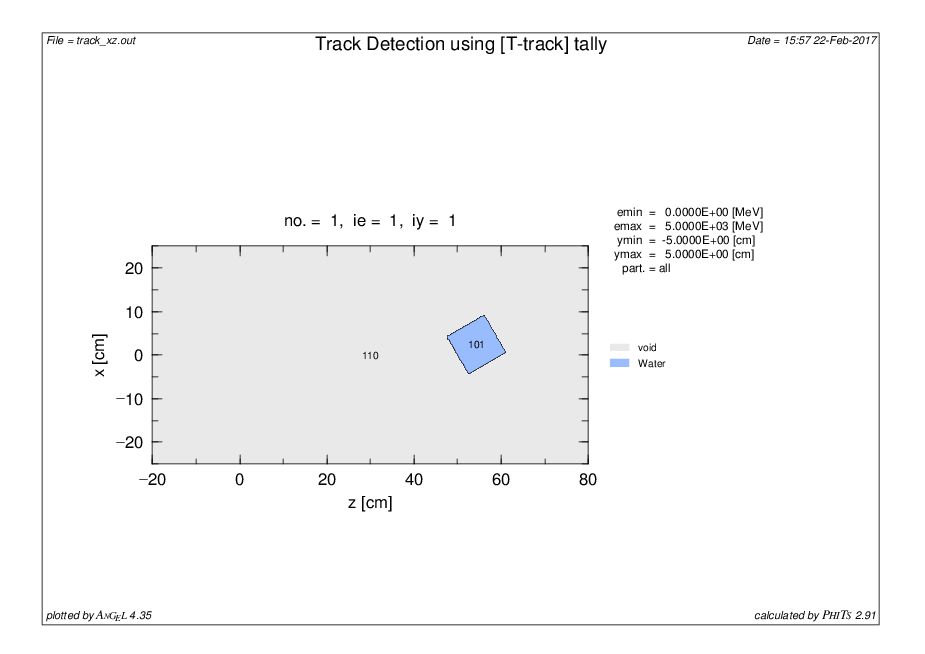 File = track_xz.out
Track Detection using [T-track] tally
Date = 15:57 22-Feb-2017
no. = 1, ie = 1, iy = 1
emin = 0.0000E+00 [MeV]
emax = 5.0000E+03 [MeV]
ymin = -5.0000E+00 [cm]
ymax = 5.0000E+00 [cm]
part. = all
20
10
0
−10
−20
x [cm]
110
101
void
Water
−20 0 20 40 60 80
z [cm]
plotted by ANGEL 4.35
calculated by PHITS 2.91